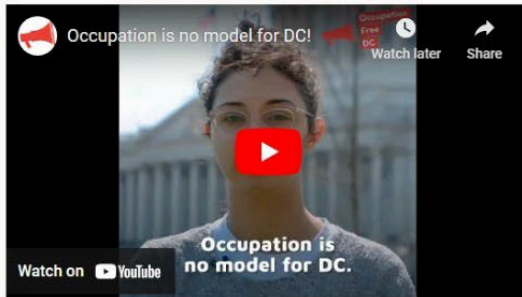 Occupation is no model for DC!
Occupation
Free
DC
Watch later
Share
Occupation is
no model for DC.
Watch on YouTube